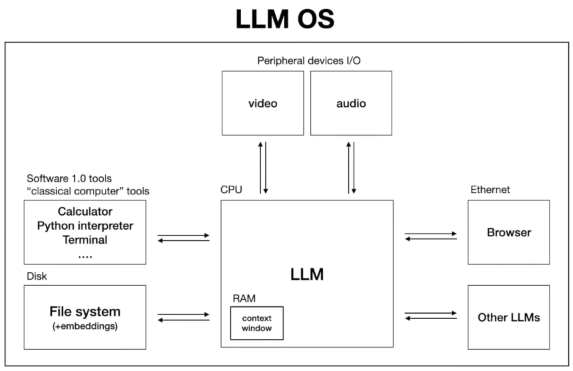 LLM OS
Peripheral devices I/O
video
audio
Software 1.0 tools
“classical computer” tools
CPU
Ethernet
Calculator
Python interpreter
Terminal
....
LLM
Browser
Disk
File system
(+embeddings)
RAM
context
window
Other LLMs